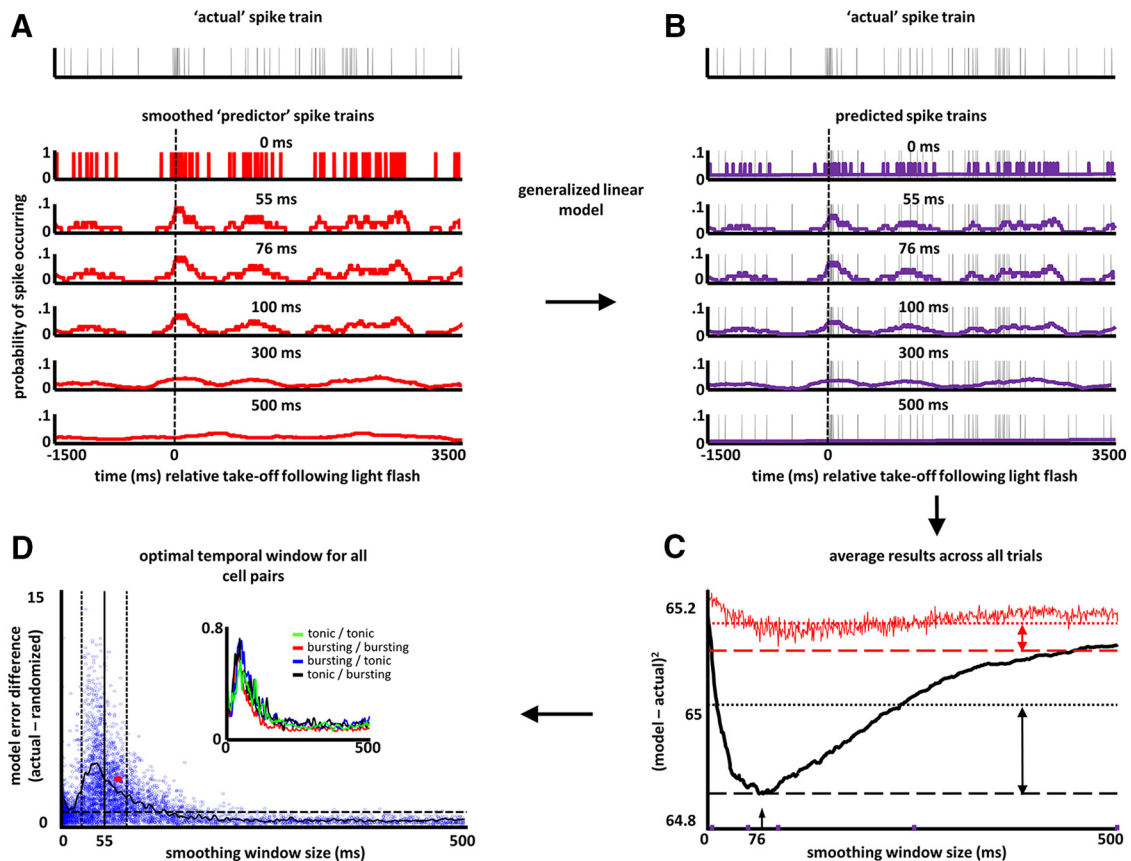 A
'actual' spike train
smoothed 'predictor' spike trains
probability of spike occurring
0 ms
1
0
55 ms
.1
0
76 ms
.1
0
100 ms
.1
0
300 ms
.1
0
500 ms
.1
0
-1500
0
3500
time (ms) relative take-off following light flash
generalized linear
model
B
'actual' spike train
predicted spike trains
0 ms
1
0
55 ms
.1
0
76 ms
.1
0
100 ms
.1
0
300 ms
.1
0
500 ms
.1
0
-1500
0
3500
time (ms) relative take-off following light flash
D
optimal temporal window for all
cell pairs
model error difference
(actual – randomized)
15
0
0
55
500
smoothing window size (ms)
0.8
0
0
500
tonic / tonic
bursting / bursting
bursting / tonic
tonic / bursting
C
average results across all trials
(model – actual)²
65.2
65
64.8
0
76
500
smoothing window size (ms)